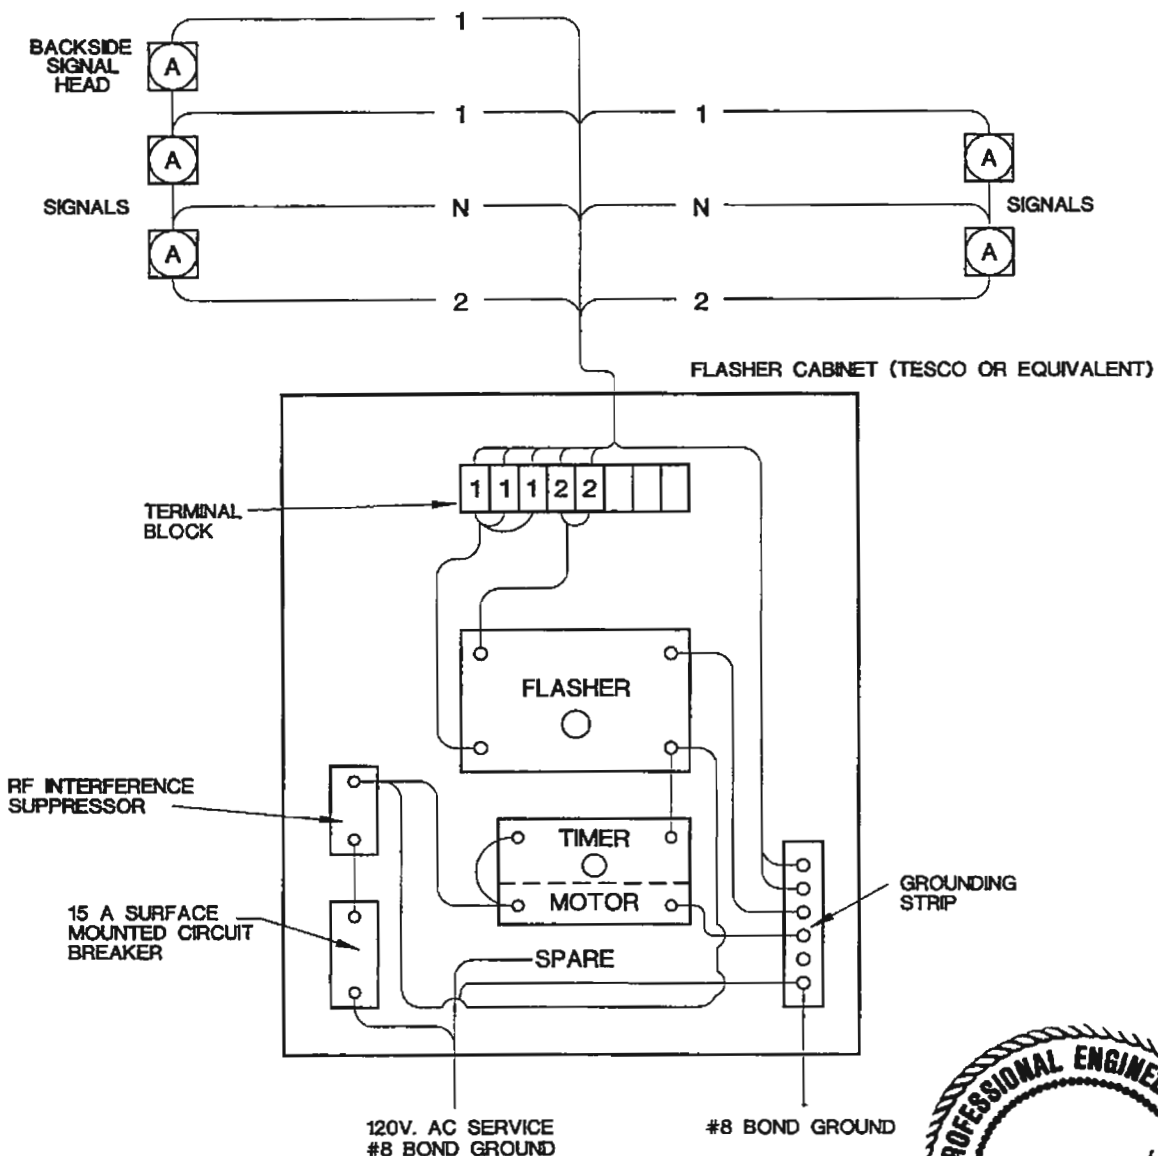 1
BACKSIDE
SIGNAL
HEAD
A
1
1
A
A
SIGNALS
N
N
SIGNALS
A
A
2
2
FLASHER CABINET (TESCO OR EQUIVALENT)
1 1 1 2 2
TERMINAL
BLOCK
FLASHER
RF INTERFERENCE
SUPPRESSOR
TIMER
MOTOR
GROUNDING
STRIP
15 A SURFACE
MOUNTED CIRCUIT
BREAKER
SPARE
120V. AC SERVICE
#8 BOND GROUND
#8 BOND GROUND